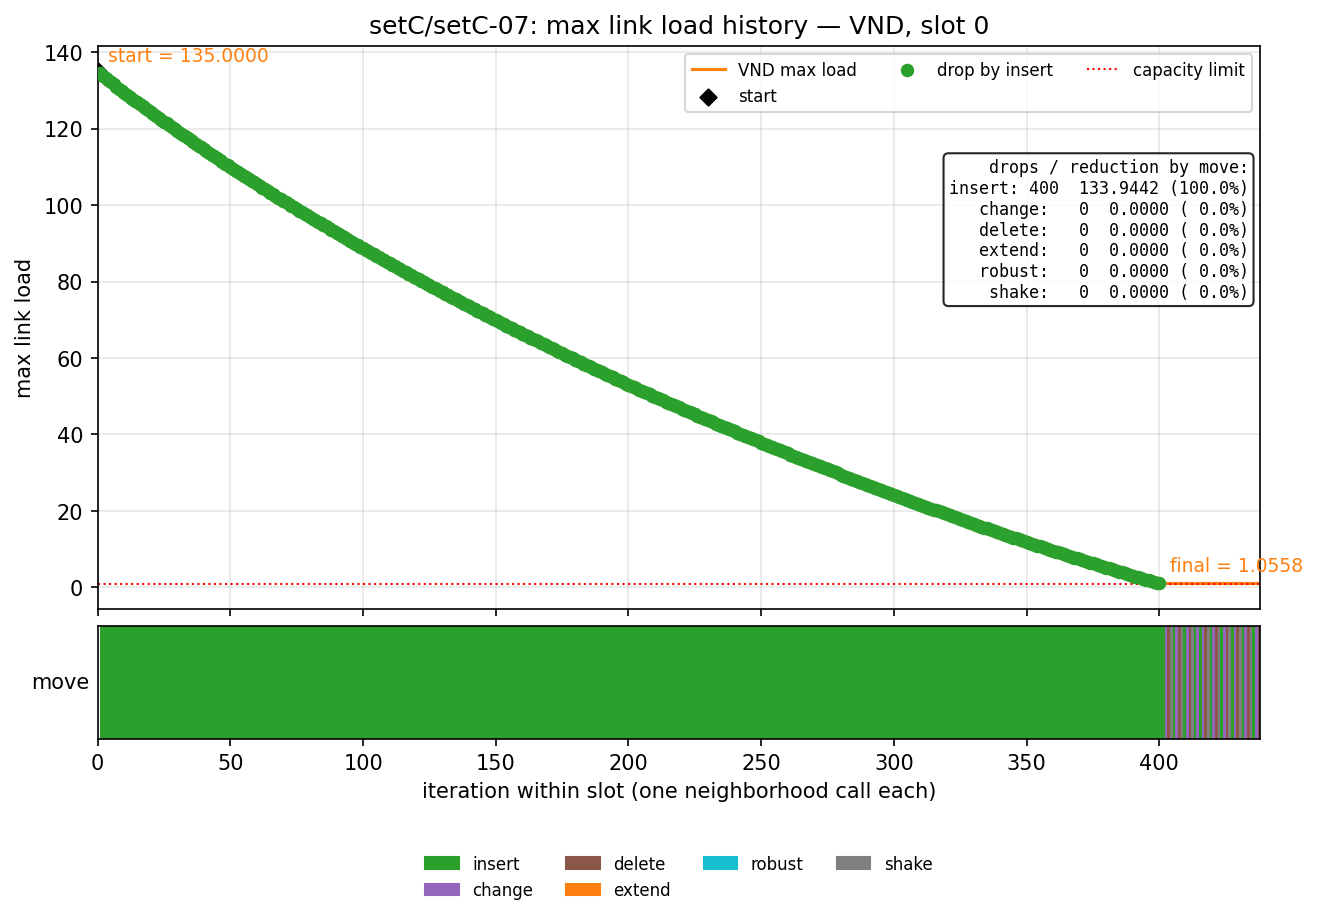 setC/setC-07: max link load history — VND, slot 0
start = 135.0000
VND max load
drop by insert
capacity limit
start
drops / reduction by move:
insert: 400  133.9442 (100.0%)
change:   0  0.0000 (  0.0%)
delete:   0  0.0000 (  0.0%)
extend:   0  0.0000 (  0.0%)
robust:   0  0.0000 (  0.0%)
shake:   0  0.0000 (  0.0%)
140
120
100
80
60
40
20
0
max link load
final = 1.0558
move
0
50
100
150
200
250
300
350
400
iteration within slot (one neighborhood call each)
insert
delete
robust
shake
change
extend